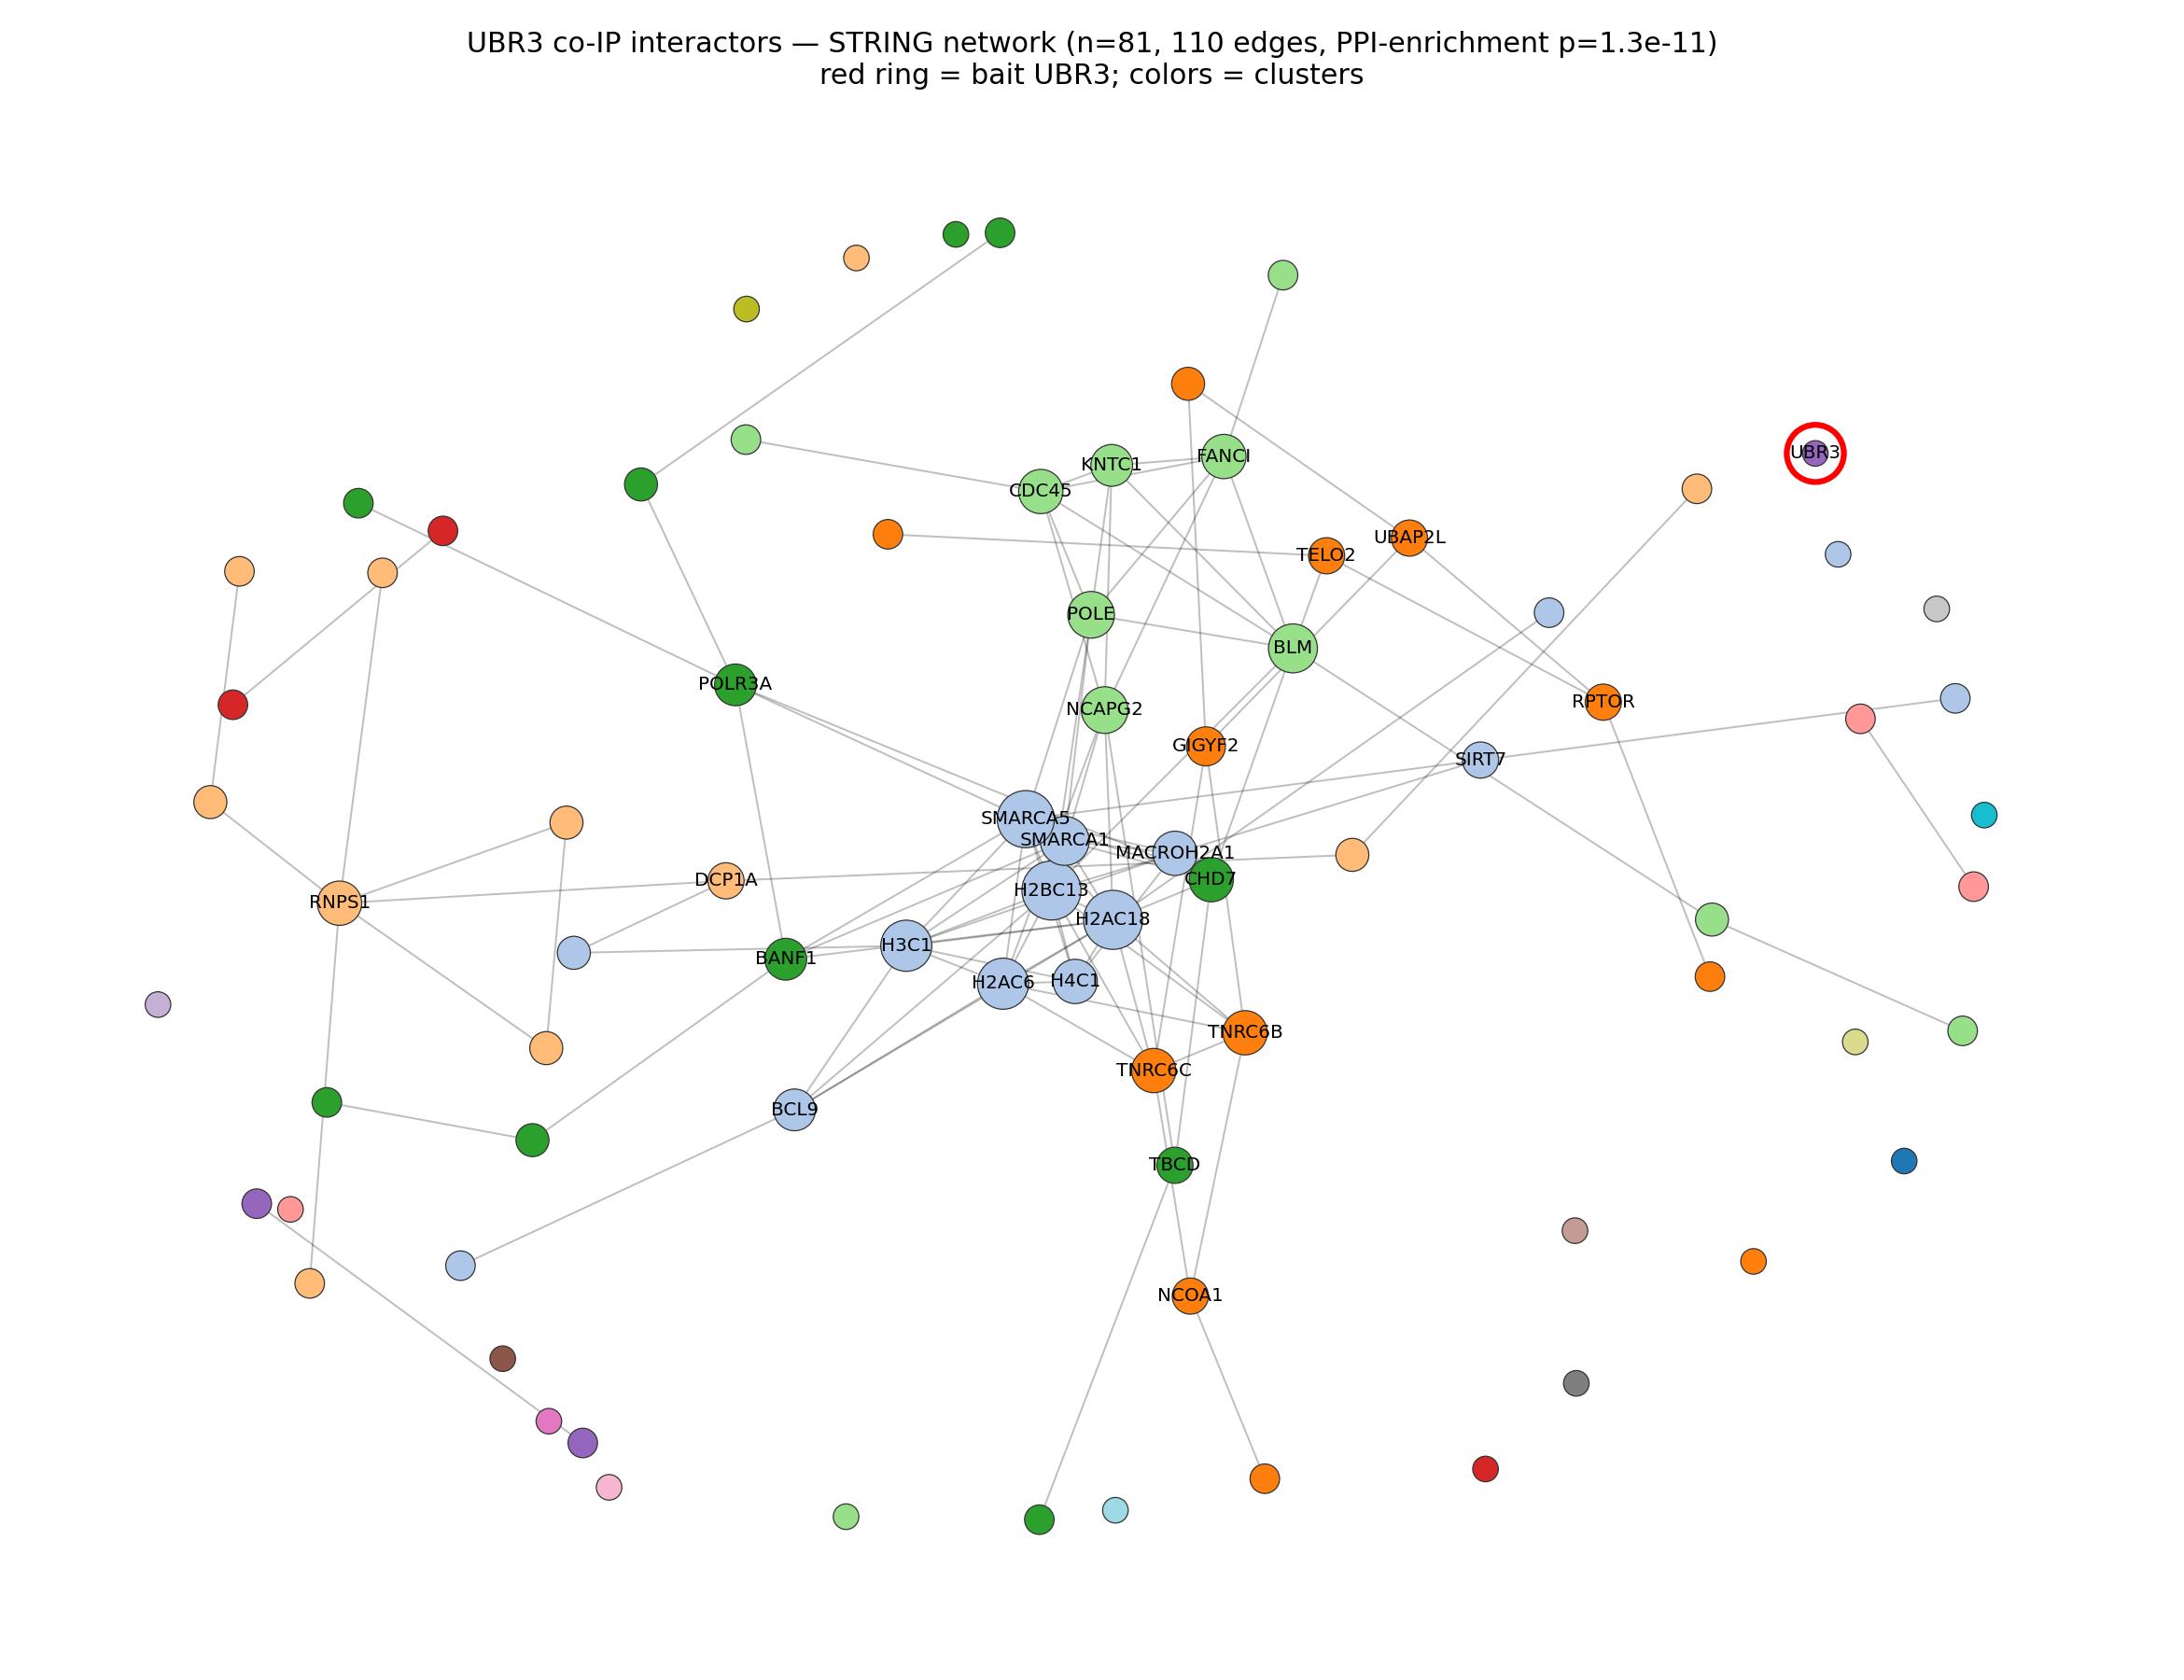 UBR3 co-IP interactors — STRING network (n=81, 110 edges, PPI-enrichment p=1.3e-11)
red ring = bait UBR3; colors = clusters
UBR3
KNTC1
FANCI
CDC45
UBAP2L
TELO2
POLE
BLM
POLR3A
RPTOR
NCAPG2
GIGYF2
SIRT7
SMARCA5
SMARCA1
MACROH2A1
DCP1A
CHD7
H2BC13
RNPS1
H2AC18
H3C1
BANF1
H2AC6
H4C1
TNRC6B
TNRC6C
BCL9
TBCD
NCOA1